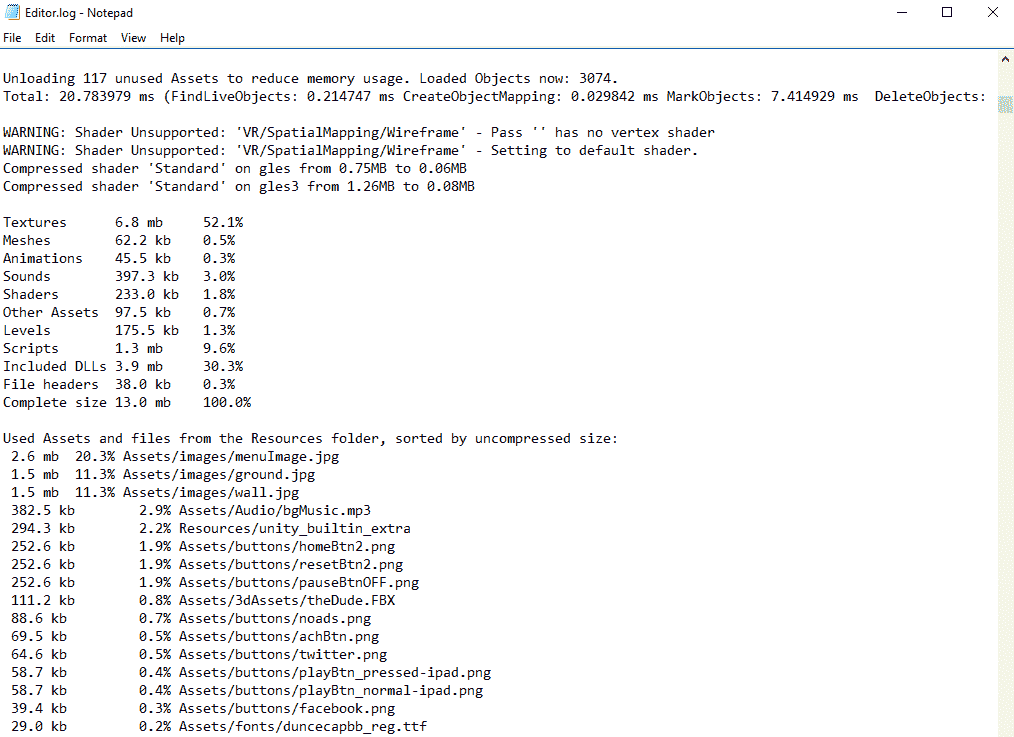 Editor.log - Notepad
File Edit Format View Help
Unloading 117 unused Assets to reduce memory usage. Loaded Objects now: 3074.
Total: 20.783979 ms (FindLiveObjects: 0.214747 ms CreateObjectMapping: 0.029842 ms MarkObjects: 7.414929 ms  DeleteObjects:
WARNING: Shader Unsupported: 'VR/SpatialMapping/Wireframe' - Pass '' has no vertex shader
WARNING: Shader Unsupported: 'VR/SpatialMapping/Wireframe' - Setting to default shader.
Compressed shader 'Standard' on gles from 0.75MB to 0.06MB
Compressed shader 'Standard' on gles3 from 1.26MB to 0.08MB
Textures      6.8 mb     52.1%
Meshes        62.2 kb    0.5%
Animations    45.5 kb    0.3%
Sounds        397.3 kb   3.0%
Shaders       233.0 kb   1.8%
Other Assets  97.5 kb    0.7%
Levels        175.5 kb   1.3%
Scripts       1.3 mb     9.6%
Included DLLs 3.9 mb     30.3%
File headers  38.0 kb    0.3%
Complete size 13.0 mb    100.0%
Used Assets and files from the Resources folder, sorted by uncompressed size:
2.6 mb  20.3% Assets/images/menuImage.jpg
1.5 mb  11.3% Assets/images/ground.jpg
1.5 mb  11.3% Assets/images/wall.jpg
382.5 kb        2.9% Assets/Audio/bgMusic.mp3
294.3 kb        2.2% Resources/unity_builtin_extra
252.6 kb        1.9% Assets/buttons/homeBtn2.png
252.6 kb        1.9% Assets/buttons/resetBtn2.png
252.6 kb        1.9% Assets/buttons/pauseBtnOFF.png
111.2 kb        0.8% Assets/3dAssets/theDude.FBX
88.6 kb         0.7% Assets/buttons/noads.png
69.5 kb         0.5% Assets/buttons/achBtn.png
64.6 kb         0.5% Assets/buttons/twitter.png
58.7 kb         0.4% Assets/buttons/playBtn_pressed-ipad.png
58.7 kb         0.4% Assets/buttons/playBtn_normal-ipad.png
39.4 kb         0.3% Assets/buttons/facebook.png
29.0 kb         0.2% Assets/fonts/duncecapbb_reg.ttf